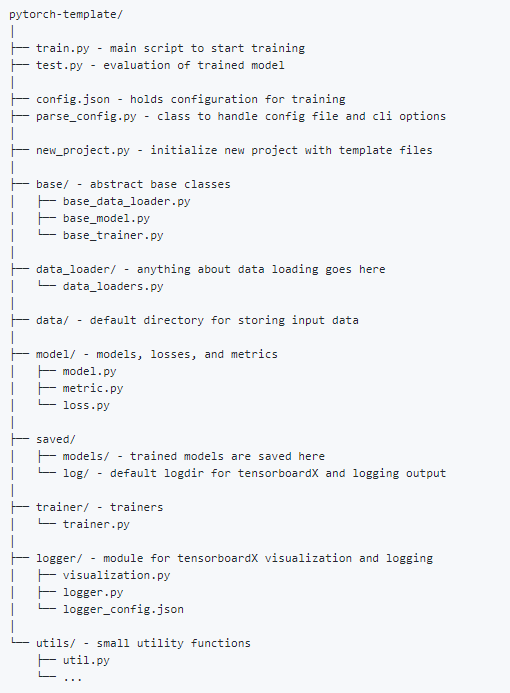 pytorch-template/
│
├── train.py - main script to start training
├── test.py - evaluation of trained model
│
├── config.json - holds configuration for training
├── parse_config.py - class to handle config file and cli options
│
├── new_project.py - initialize new project with template files
│
├── base/ - abstract base classes
│   ├── base_data_loader.py
│   ├── base_model.py
│   └── base_trainer.py
│
├── data_loader/ - anything about data loading goes here
│   └── data_loaders.py
│
├── data/ - default directory for storing input data
│
├── model/ - models, losses, and metrics
│   ├── model.py
│   ├── metric.py
│   └── loss.py
│
├── saved/
│   ├── models/ - trained models are saved here
│   └── log/ - default logdir for tensorboardX and logging output
│
├── trainer/ - trainers
│   └── trainer.py
│
├── logger/ - module for tensorboardX visualization and logging
│   ├── visualization.py
│   ├── logger.py
│   └── logger_config.json
│
└── utils/ - small utility functions
    ├── util.py
    └── ...